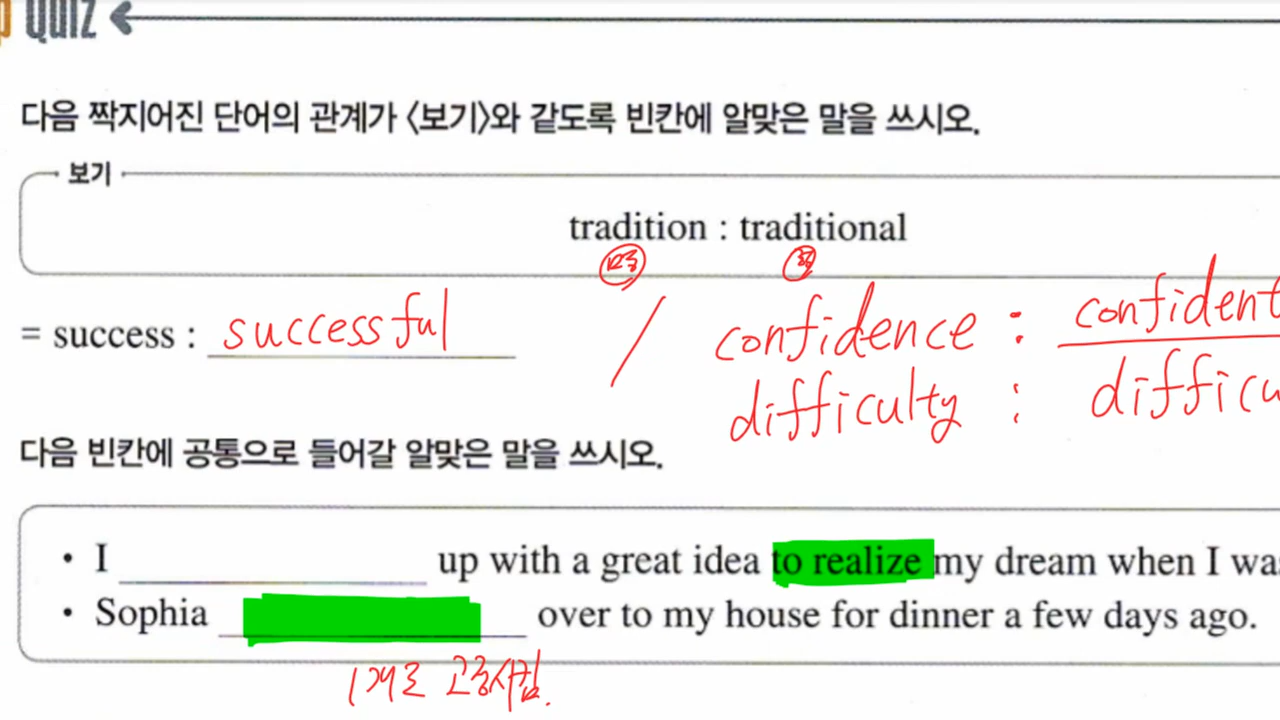 QUIZ
다음 짝지어진 단어의 관계가 〈보기〉와 같도록 빈칸에 알맞은 말을 쓰시오.
보기
tradition : traditional
명 형
= success : successful / confidence : confident
difficulty : difficu
다음 빈칸에 공통으로 들어갈 알맞은 말을 쓰시오.
• I up with a great idea to realize my dream when I wa
• Sophia over to my house for dinner a few days ago.
1개로 고정시킴.